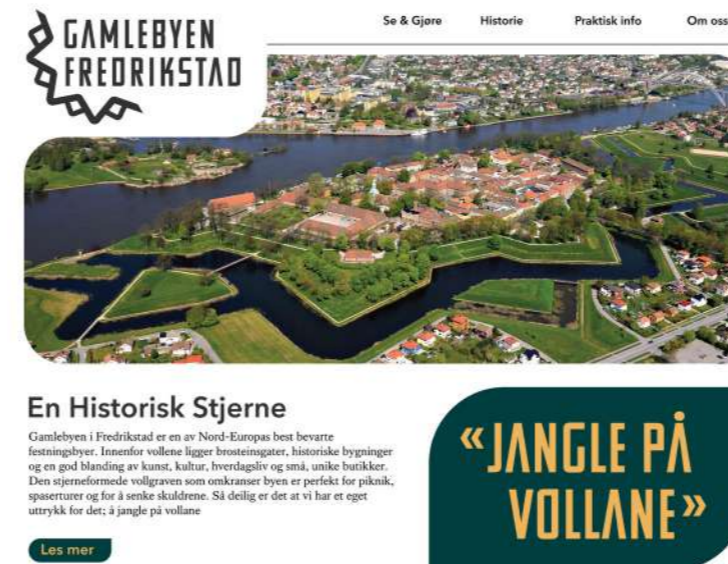 GAMLEBYEN
FREDRIKSTAD
Se & Gjøre Historie Praktisk info Om oss
En Historisk Stjerne
Gamlebyen i Fredrikstad er en av Nord-Europas best bevarte
festningsbyer. Innenfor vollene ligger brosteinsgater, historiske bygninger
og en god blanding av kunst, kultur, hverdagsliv og små, unike butikker.
Den stjerneformede vollgraven som omkranser byen er perfekt for piknik,
spaserturer og for å senke skuldrene. Så deilig er det at vi har et eget
uttrykk for det; å jangle på vollane
Les mer
«JANGLE PÅ
VOLLANE»